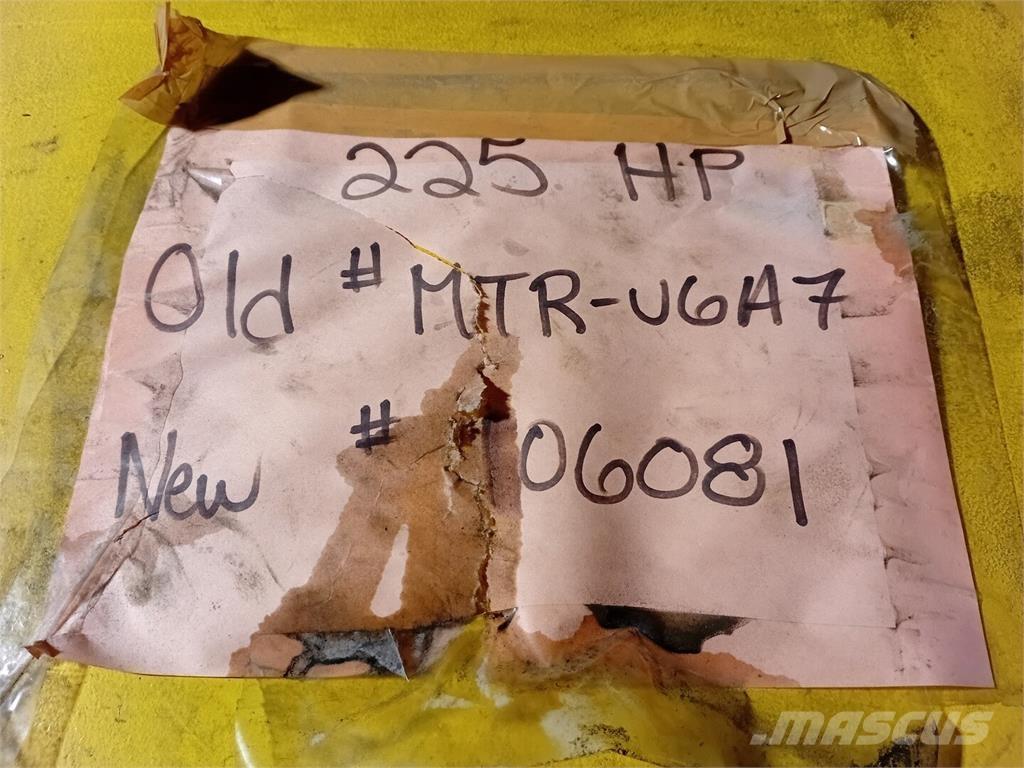 225 HP
Old # MTR-U6A7
New # 106081
MASCUS